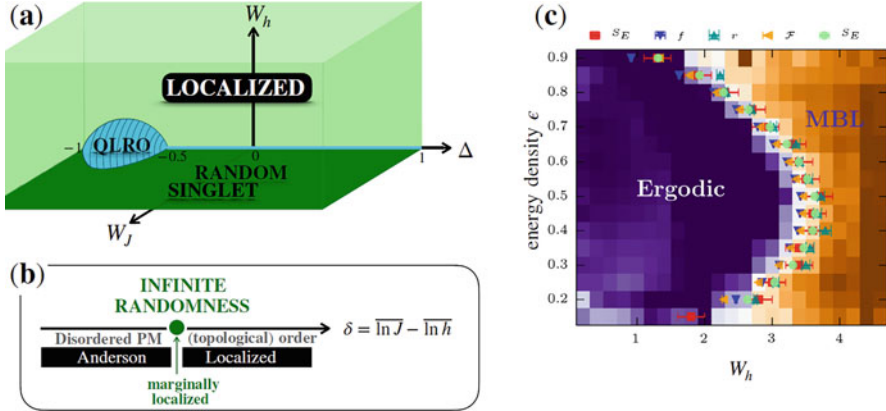 (a)
W_h
LOCALIZED
-1
QLRO
-0.5
0
1
Δ
RANDOM
SINGLET
W_J
(b)
INFINITE
RANDOMNESS
δ = \overline{ln J} − \overline{ln h}
Disordered PM
(topological) order
Anderson
Localized
marginally
localized
(c)
S_E f r ℱ S_E
0.9
0.8
0.7
0.6
0.5
0.4
0.3
0.2
energy density ϵ
Ergodic
MBL
1 2 3 4
W_h